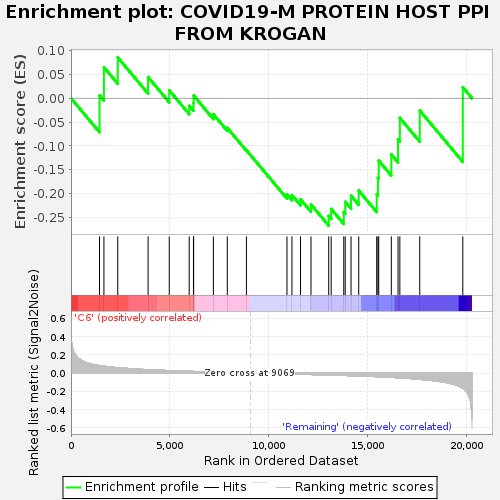 Enrichment plot: COVID19-M PROTEIN HOST PPI
FROM KROGAN
Enrichment score (ES)
0.10
0.05
0.00
-0.05
-0.10
-0.15
-0.20
-0.25
Ranked list metric (Signal2Noise)
'C6' (positively correlated)
0.6
0.4
0.2
0.0
-0.2
-0.4
-0.6
Zero cross at 9069
'Remaining' (negatively correlated)
0
5,000
10,000
15,000
20,000
Rank in Ordered Dataset
Enrichment profile
Hits
Ranking metric scores